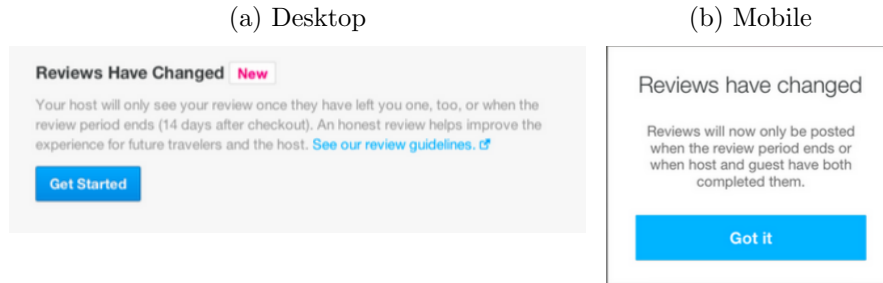 (a) Desktop
(b) Mobile
Reviews Have Changed New
Your host will only see your review once they have left you one, too, or when the
review period ends (14 days after checkout). An honest review helps improve the
experience for future travelers and the host. See our review guidelines.
Get Started
Reviews have changed
Reviews will now only be posted
when the review period ends or
when host and guest have both
completed them.
Got it